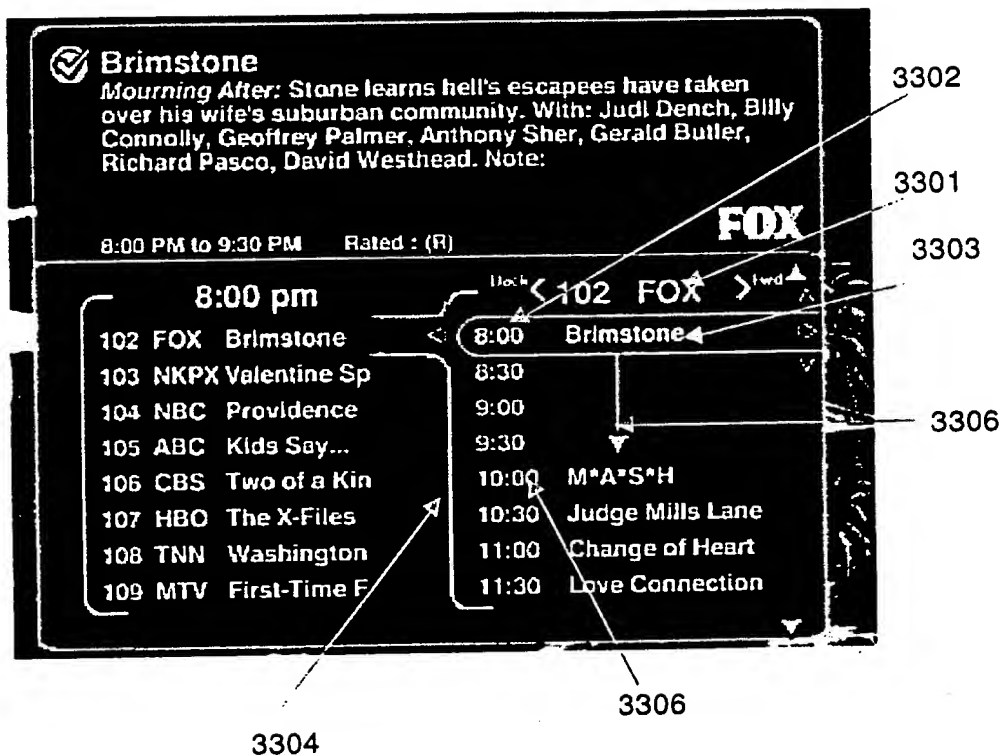 Brimstone
Mourning After: Stone learns hell's escapees have taken
over his wife's suburban community. With: Judi Dench, Billy
Connolly, Geoffrey Palmer, Anthony Sher, Gerald Butler,
Richard Pasco, David Westhead. Note:
8:00 PM to 9:30 PM Rated : (R)
FOX
3302
3301
3303
8:00 pm
102 FOX Brimstone
103 NKPX Valentine Sp
104 NBC Providence
105 ABC Kids Say...
106 CBS Two of a Kin
107 HBO The X-Files
108 TNN Washington
109 MTV First-Time F
Back < 102 FOX > Fwd
8:00 Brimstone
8:30
9:00
9:30
10:00 M*A*S*H
10:30 Judge Mills Lane
11:00 Change of Heart
11:30 Love Connection
3306
3306
3304